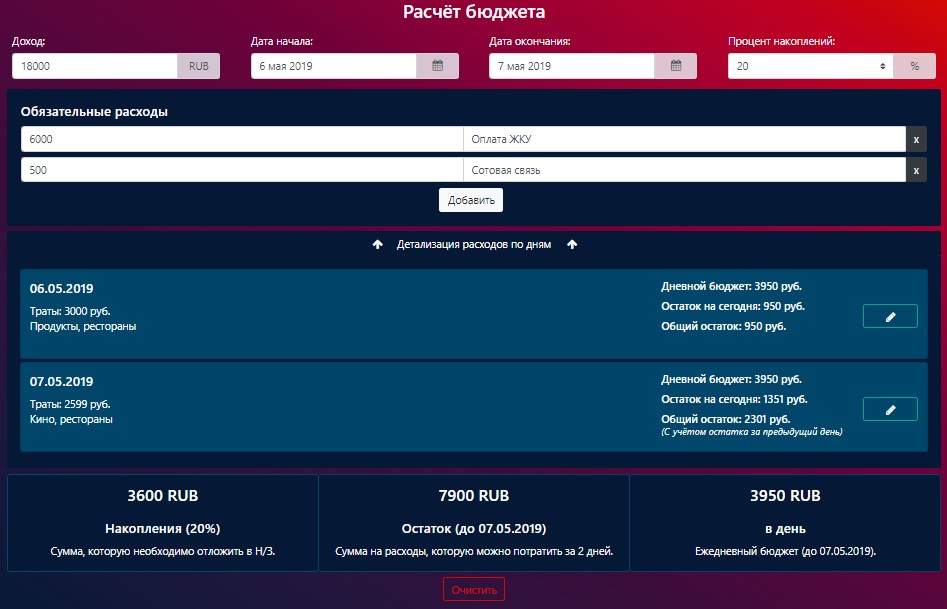 Расчёт бюджета
Доход: Дата начала: Дата окончания: Процент накоплений:
18000 RUB 6 мая 2019 7 мая 2019 20 %
Обязательные расходы
6000 Оплата ЖКУ x
500 Сотовая связь x
Добавить
Детализация расходов по дням
06.05.2019
Траты: 3000 руб.
Продукты, рестораны
Дневной бюджет: 3950 руб.
Остаток на сегодня: 950 руб.
Общий остаток: 950 руб.
07.05.2019
Траты: 2599 руб.
Кино, рестораны
Дневной бюджет: 3950 руб.
Остаток на сегодня: 1351 руб.
Общий остаток: 2301 руб.
(С учётом остатка за предыдущий день)
3600 RUB
Накопления (20%)
Сумма, которую необходимо отложить в Н/З.
7900 RUB
Остаток (до 07.05.2019)
Сумма на расходы, которую можно потратить за 2 дней.
3950 RUB
в день
Ежедневный бюджет (до 07.05.2019).
Очистить